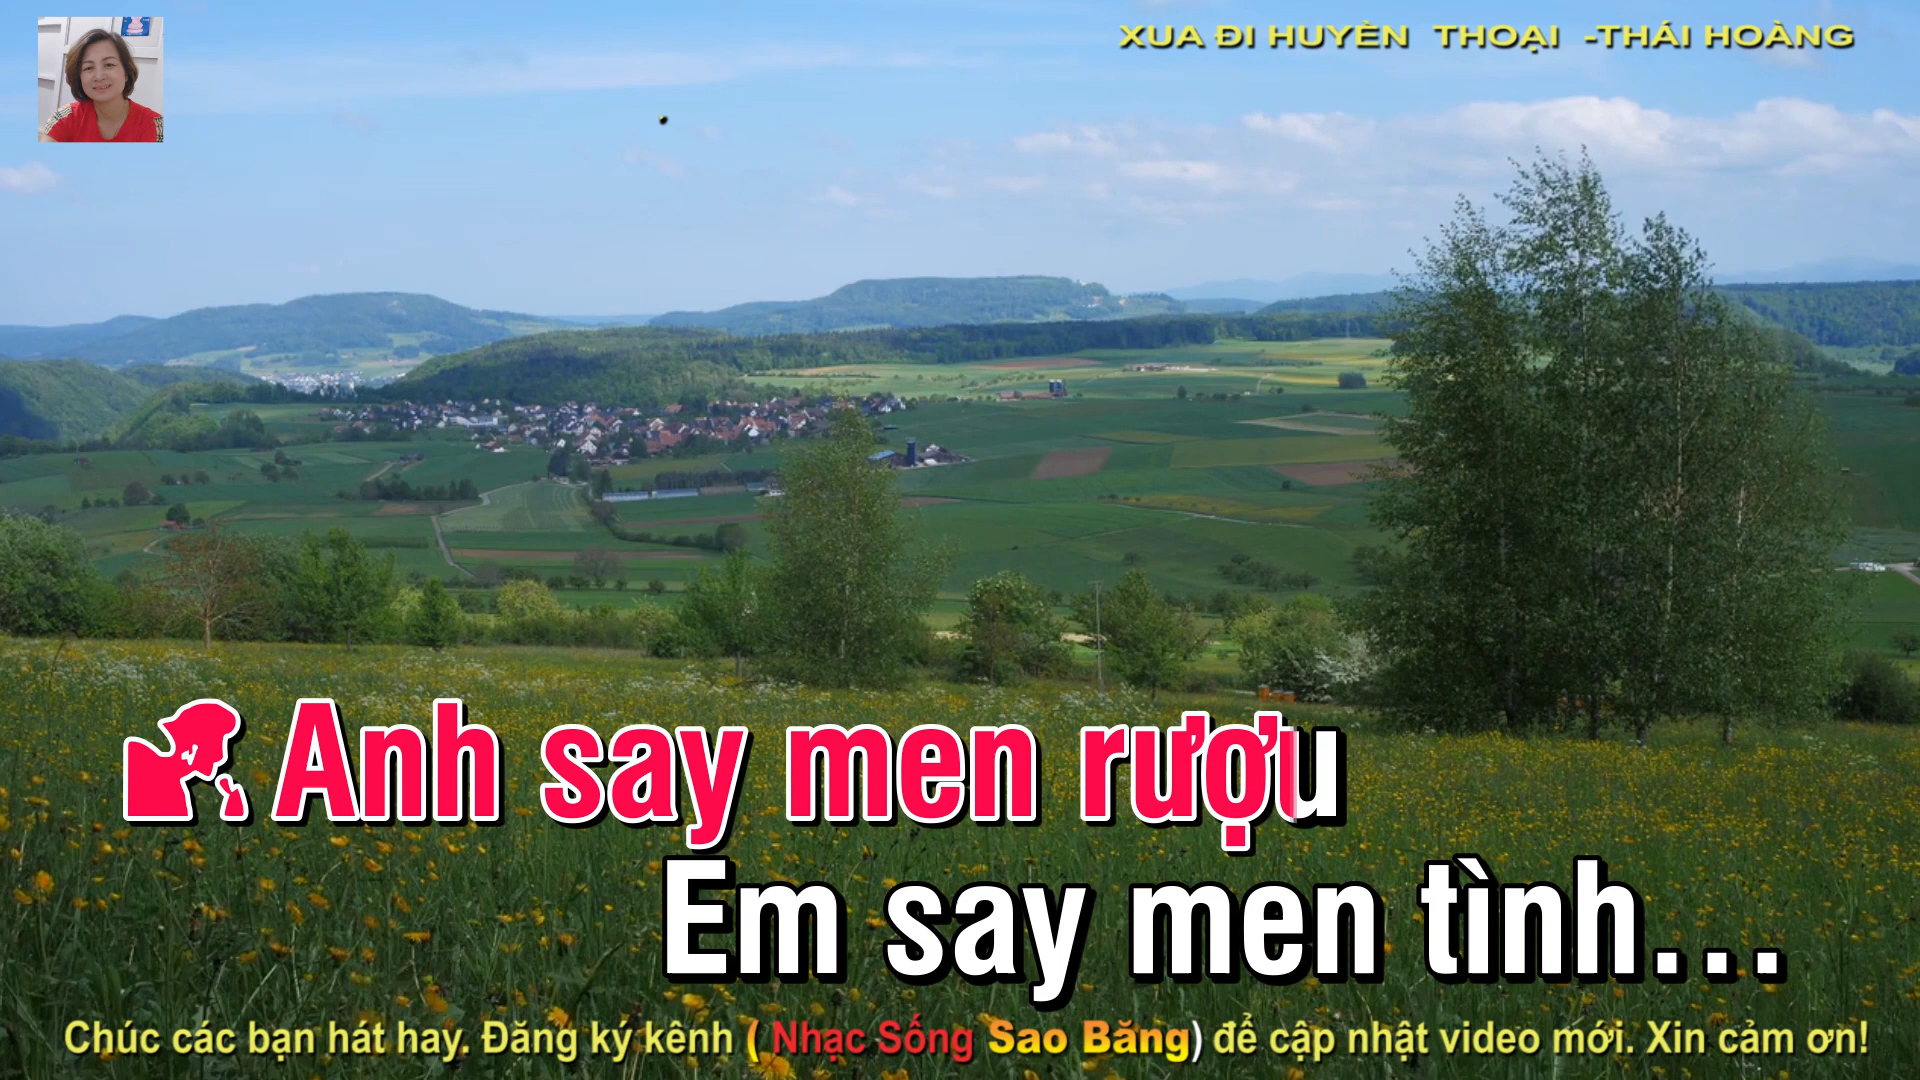 XUA ĐI HUYỀN THOẠI -THÁI HOÀNG
Anh say men rượu
Em say men tình...
Chúc các bạn hát hay. Đăng ký kênh ( Nhạc Sống Sao Băng) để cập nhật video mới. Xin cảm ơn!